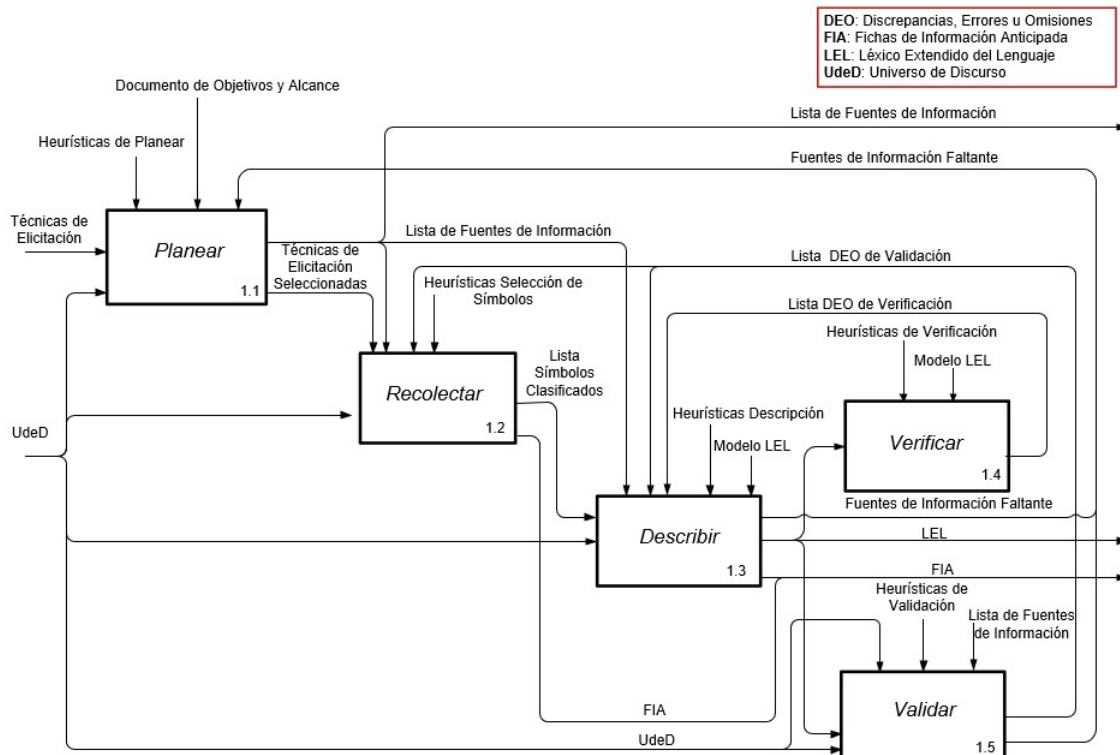 DEO: Discrepancias, Errores u Omisiones
FIA: Fichas de Información Anticipada
LEL: Léxico Extendido del Lenguaje
UdeD: Universo de Discurso
Documento de Objetivos y Alcance
Lista de Fuentes de Información
Heurísticas de Planear
Fuentes de Información Faltante
Técnicas de
Elicitación
Planear
1.1
Lista de Fuentes de Información
Técnicas de
Elicitación
Seleccionadas
Lista  DEO de Validación
Heurísticas Selección de
Símbolos
Lista DEO de Verificación
Heurísticas de Verificación
Modelo LEL
Recolectar
1.2
Lista
Símbolos
Clasificados
UdeD
Heurísticas Descripción
Modelo LEL
Verificar
1.4
Describir
1.3
Fuentes de Información Faltante
LEL
FIA
Heurísticas de
Validación
Lista de Fuentes
de Información
Validar
1.5
FIA
UdeD